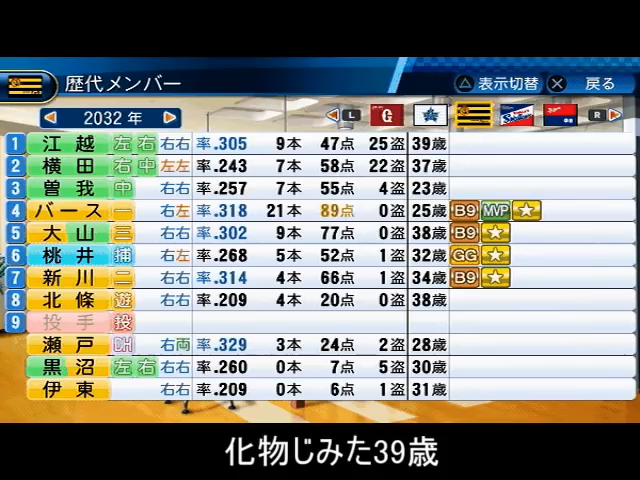 歴代メンバー △ 表示切替 × 戻る
2032 年 L G R
1 江越 左 右 右右 率.305 9本 47点 25盗 39歳
2 横田 右 中 左左 率.243 7本 58点 22盗 37歳
3 曽我 中 右右 率.257 7本 55点 4盗 23歳
4 バース 一 右左 率.318 21本 89点 0盗 25歳 B9 MVP
5 大山 三 右右 率.302 9本 77点 0盗 38歳 B9
6 桃井 捕 右左 率.268 5本 52点 1盗 32歳 GG
7 新川 二 右右 率.314 4本 66点 1盗 34歳 B9
8 北條 遊 右右 率.209 4本 20点 0盗 38歳
9 投手 投
瀬戸 DH 右両 率.329 3本 24点 2盗 28歳
黒沼 左 右 右右 率.260 0本 7点 5盗 30歳
伊東 右右 率.209 0本 6点 1盗 31歳
化物じみた39歳